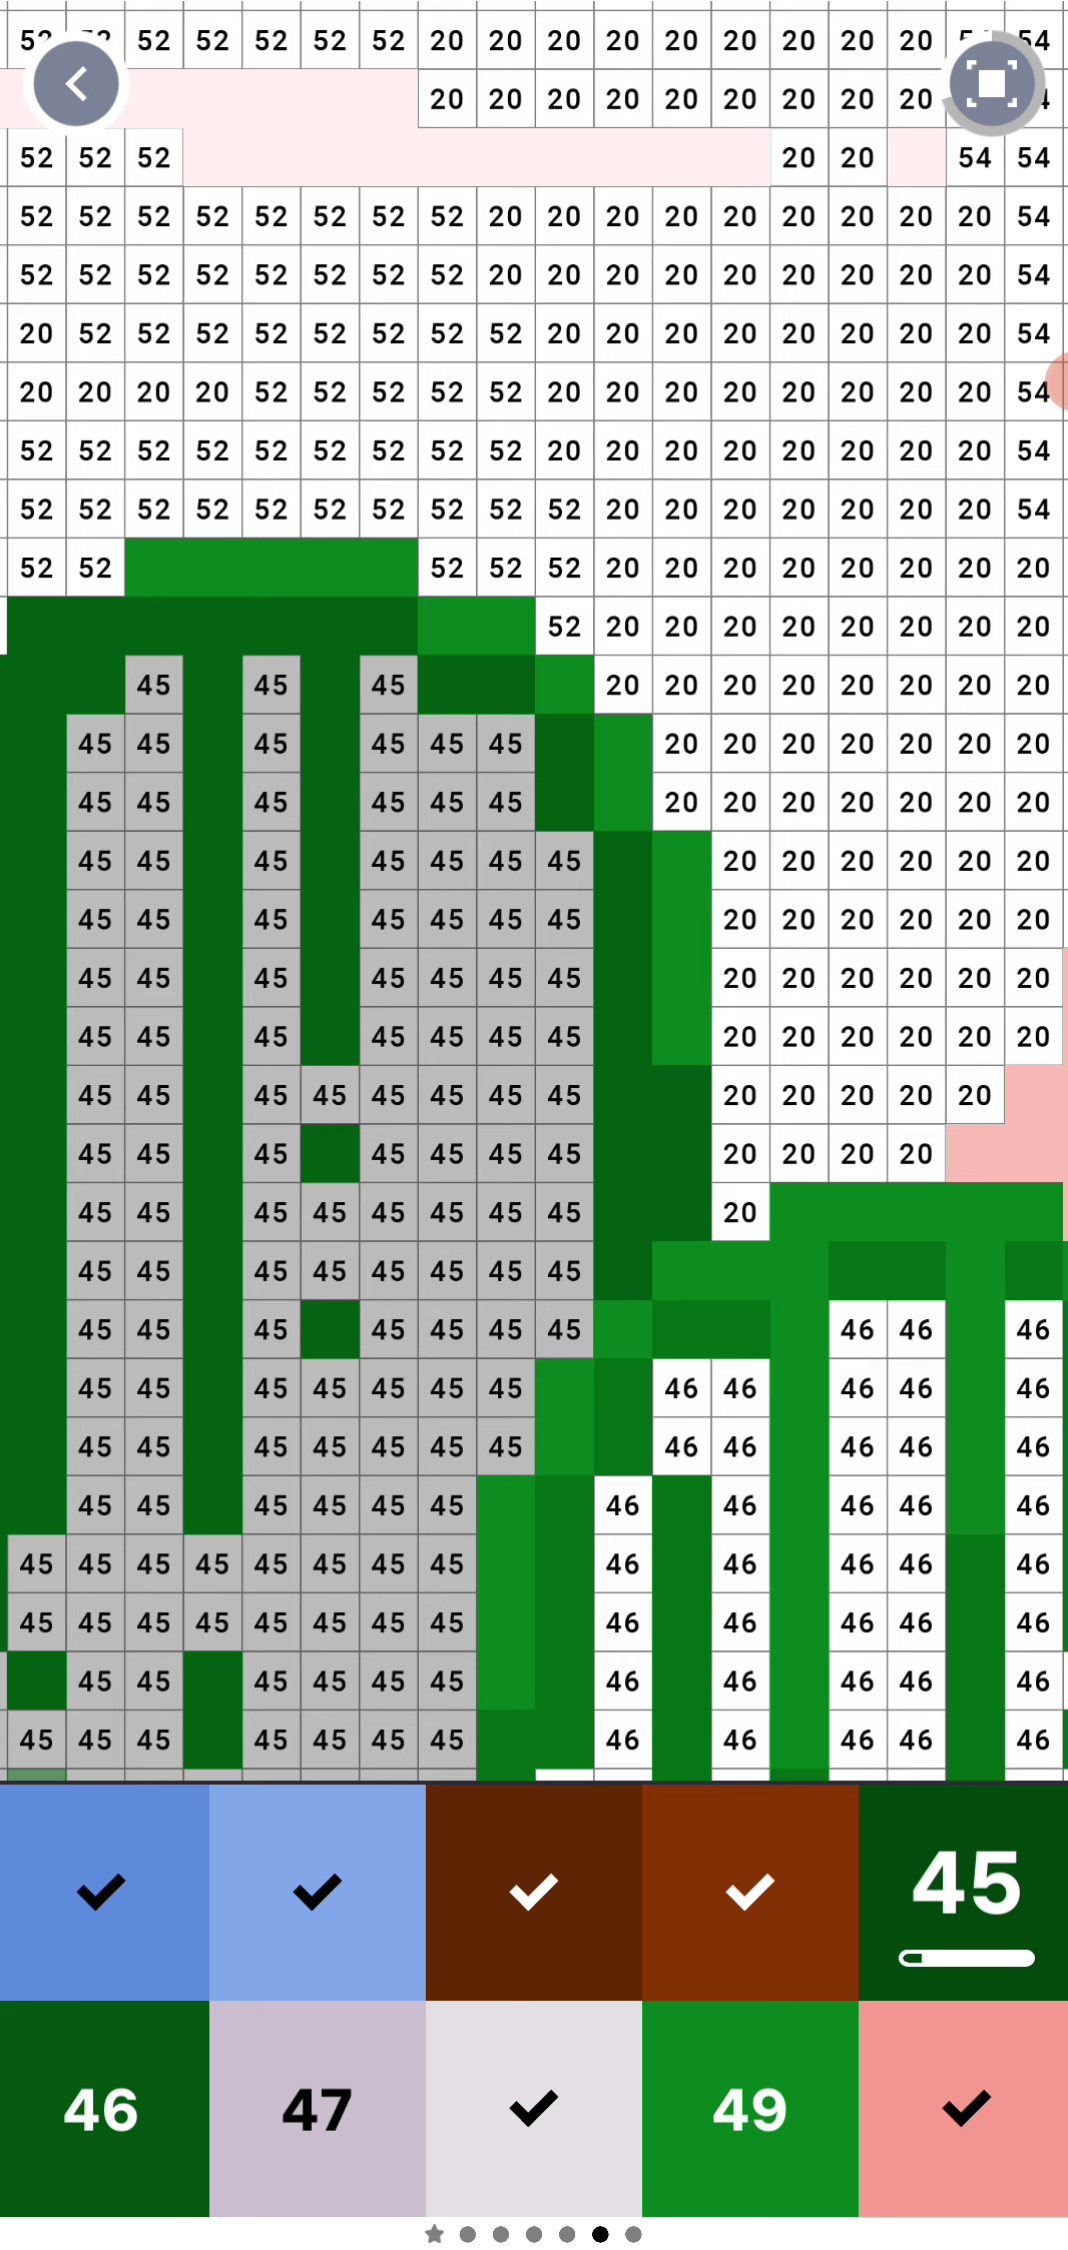 52 52 52 52 52 52 52 20 20 20 20 20 20 20 20 20 54 54
20 20 20 20 20 20 20 20 20
52 52 52 20 20 54 54
52 52 52 52 52 52 52 52 20 20 20 20 20 20 20 20 20 54
52 52 52 52 52 52 52 52 20 20 20 20 20 20 20 20 20 54
20 52 52 52 52 52 52 52 52 20 20 20 20 20 20 20 20 54
20 20 20 20 52 52 52 52 52 20 20 20 20 20 20 20 20 54
52 52 52 52 52 52 52 52 52 20 20 20 20 20 20 20 20 54
52 52 52 52 52 52 52 52 52 52 20 20 20 20 20 20 20 54
52 52 52 52 52 20 20 20 20 20 20 20 20
52 20 20 20 20 20 20 20 20
45 45 45 20 20 20 20 20 20 20 20
45 45 45 45 45 45 20 20 20 20 20 20 20
45 45 45 45 45 45 20 20 20 20 20 20 20
45 45 45 45 45 45 45 20 20 20 20 20 20
45 45 45 45 45 45 45 20 20 20 20 20 20
45 45 45 45 45 45 45 20 20 20 20 20 20
45 45 45 45 45 45 45 20 20 20 20 20 20
45 45 45 45 45 45 45 45 20 20 20 20 20
45 45 45 45 45 45 45 20 20 20 20
45 45 45 45 45 45 45 45 20
45 45 45 45 45 45 45 45
45 45 45 45 45 45 45 46 46 46
45 45 45 45 45 45 45 46 46 46 46 46
45 45 45 45 45 45 45 46 46 46 46 46
45 45 45 45 45 45 46 46 46 46 46
45 45 45 45 45 45 45 45 46 46 46 46 46
45 45 45 45 45 45 45 45 46 46 46 46 46
45 45 45 45 45 45 46 46 46 46 46
45 45 45 45 45 45 45 46 46 46 46 46
45
46 47 49